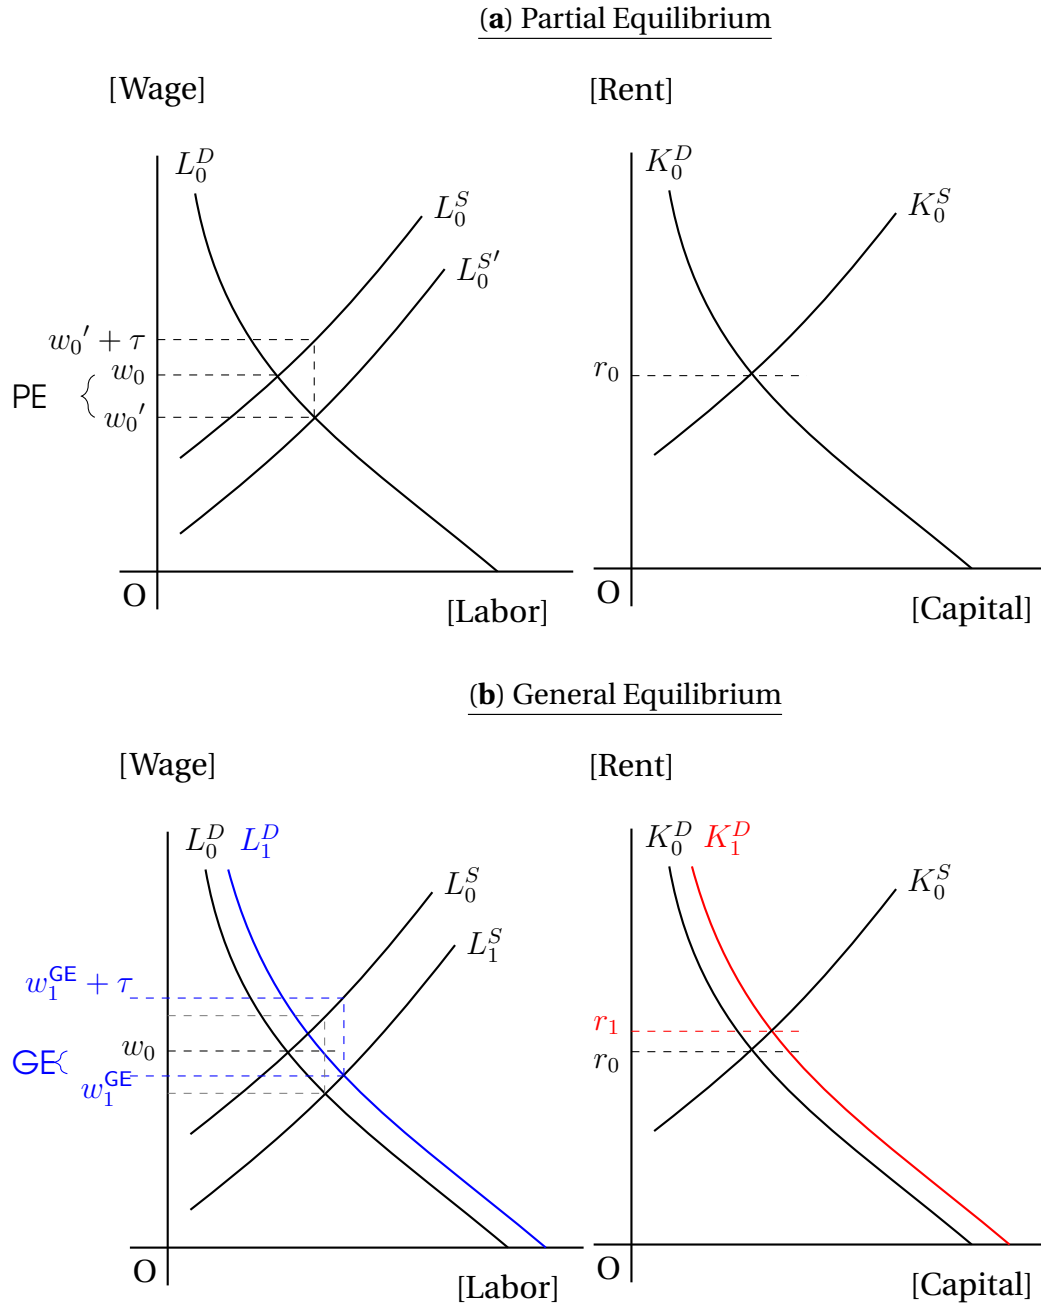 (a) Partial Equilibrium
[Wage]
[Rent]
L_0^D
L_0^S
L_0^{S′}
w_0′ + τ
w_0
PE
w_0′
O
[Labor]
K_0^D
K_0^S
r_0
O
[Capital]
(b) General Equilibrium
[Wage]
[Rent]
L_0^D
L_1^D
L_0^S
L_1^S
w_1^{GE} + τ
w_0
GE
w_1^{GE}
O
[Labor]
K_0^D
K_1^D
K_0^S
r_1
r_0
O
[Capital]